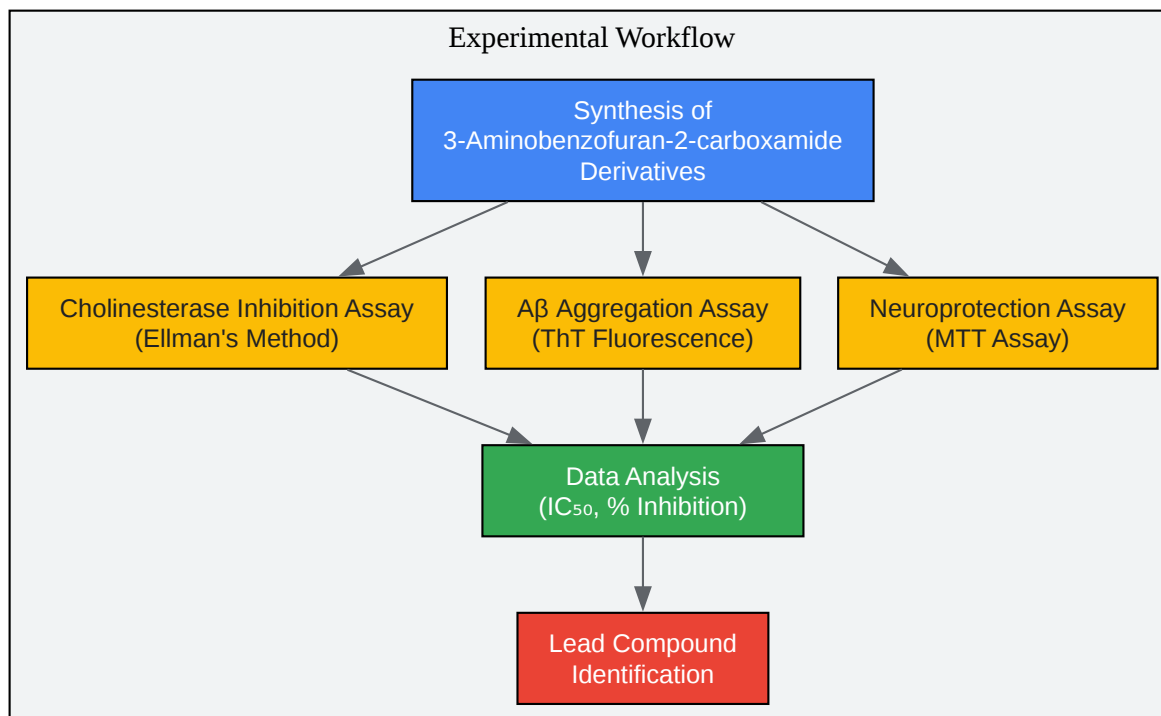 Experimental Workflow
Synthesis of
3-Aminobenzofuran-2-carboxamide
Derivatives
Cholinesterase Inhibition Assay
(Ellman's Method)
Aβ Aggregation Assay
(ThT Fluorescence)
Neuroprotection Assay
(MTT Assay)
Data Analysis
(IC₅₀, % Inhibition)
Lead Compound
Identification